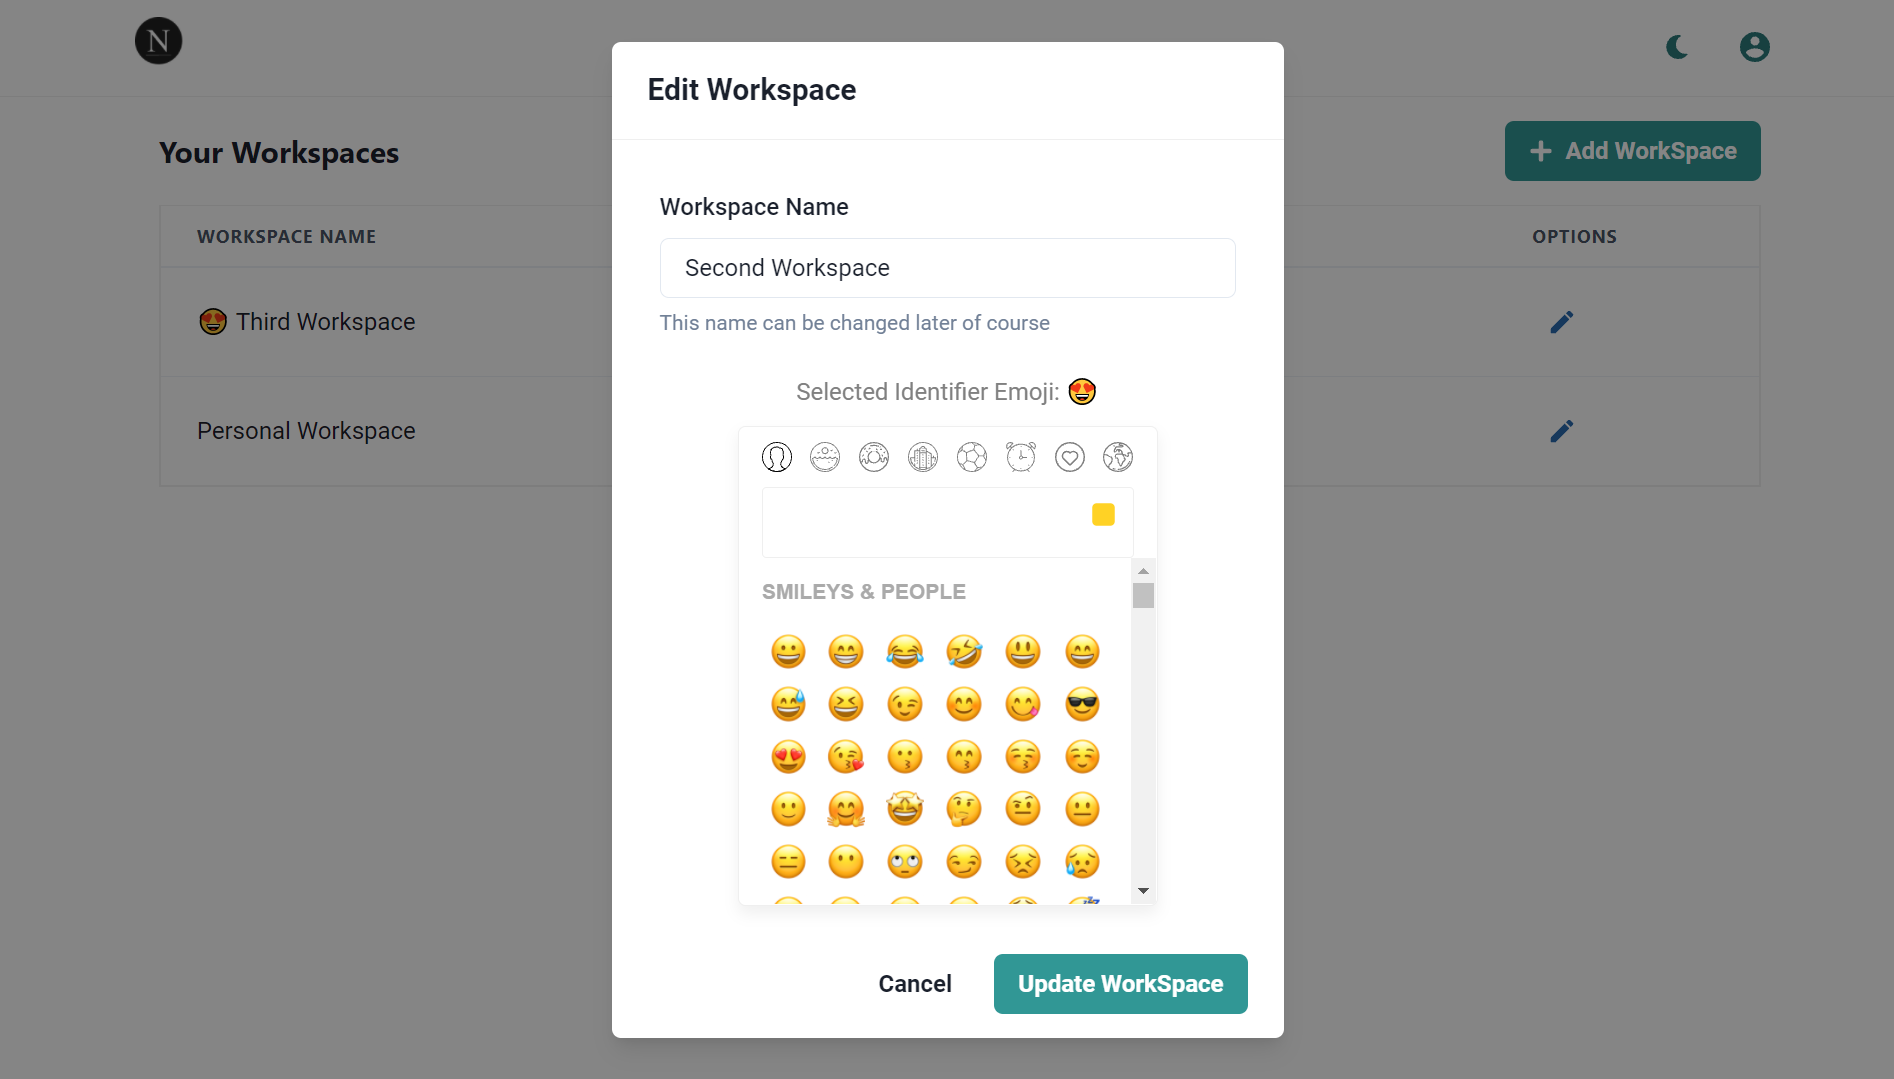 N
Edit Workspace
Your Workspaces
Add WorkSpace
Workspace Name
WORKSPACE NAME
OPTIONS
Second Workspace
😍 Third Workspace
This name can be changed later of course
Selected Identifier Emoji: 😍
Personal Workspace
SMILEYS & PEOPLE
Cancel
Update WorkSpace